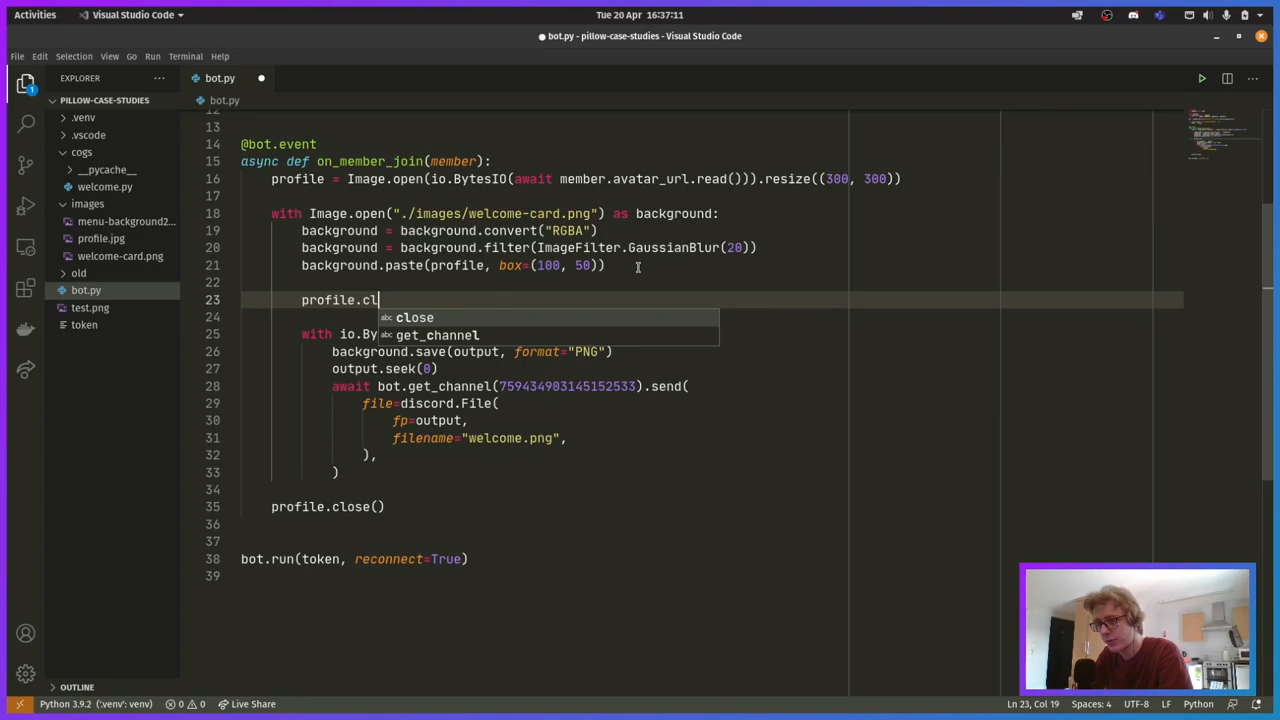 Activities
Visual Studio Code
Tue 20 Apr 16:37:11
● bot.py - pillow-case-studies - Visual Studio Code
File Edit Selection View Go Run Terminal Help
EXPLORER
bot.py
PILLOW-CASE-STUDIES
.venv
.vscode
cogs
__pycache__
welcome.py
images
menu-background2...
profile.jpg
welcome-card.png
old
bot.py
test.png
token
OUTLINE
bot.py
12
13
14 @bot.event
15 async def on_member_join(member):
16 profile = Image.open(io.BytesIO(await member.avatar_url.read())).resize((300, 300))
17
18 with Image.open("./images/welcome-card.png") as background:
19 background = background.convert("RGBA")
20 background = background.filter(ImageFilter.GaussianBlur(20))
21 background.paste(profile, box=(100, 50))
22
23 profile.cl
abc close
abc get_channel
24
25 with io.By
26 background.save(output, format="PNG")
27 output.seek(0)
28 await bot.get_channel(759434903145152533).send(
29 file=discord.File(
30 fp=output,
31 filename="welcome.png",
32 ),
33 )
34
35 profile.close()
36
37
38 bot.run(token, reconnect=True)
39
1
Python 3.9.2 ('.venv': venv) 0 0 Live Share
Ln 23, Col 19 Spaces: 4 UTF-8 LF Python